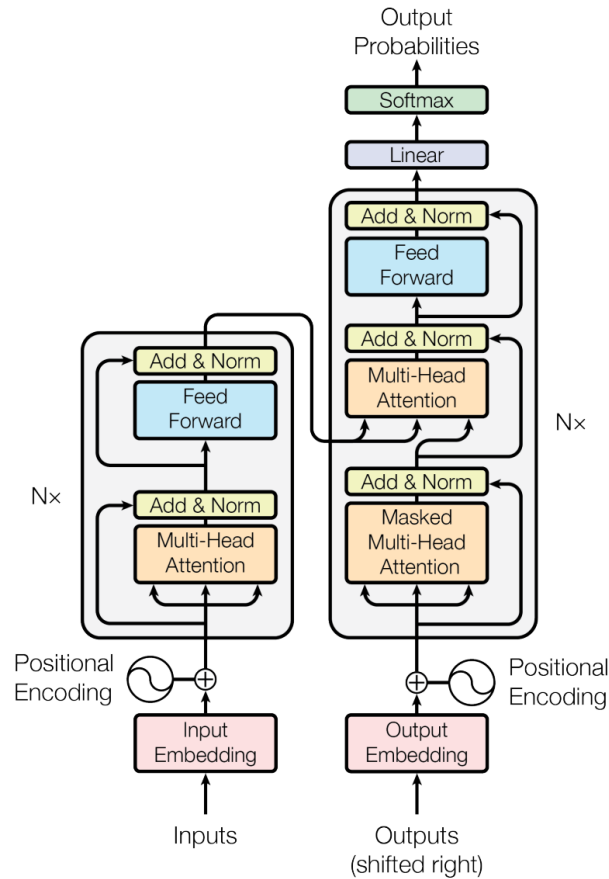 Output
Probabilities
Softmax
Linear
Add & Norm
Feed
Forward
Add & Norm
Multi-Head
Attention
Add & Norm
Masked
Multi-Head
Attention
N×
Add & Norm
Feed
Forward
Add & Norm
Multi-Head
Attention
N×
Positional
Encoding
Positional
Encoding
Input
Embedding
Output
Embedding
Inputs
Outputs
(shifted right)